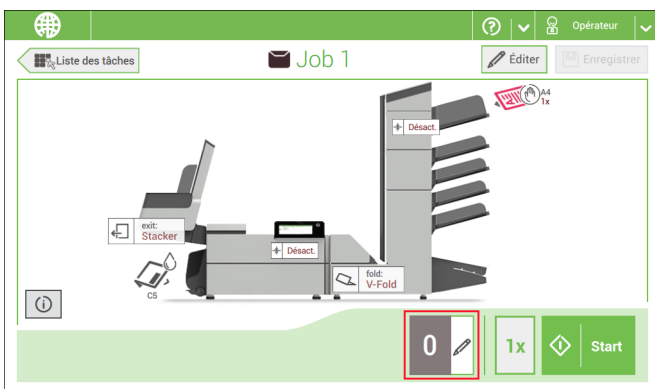 Opérateur
Liste des tâches
Job 1
Éditer
Enregistrer
A4
1x
Désact.
exit:
Stacker
Désact.
fold:
V-Fold
C5
0
1x
Start